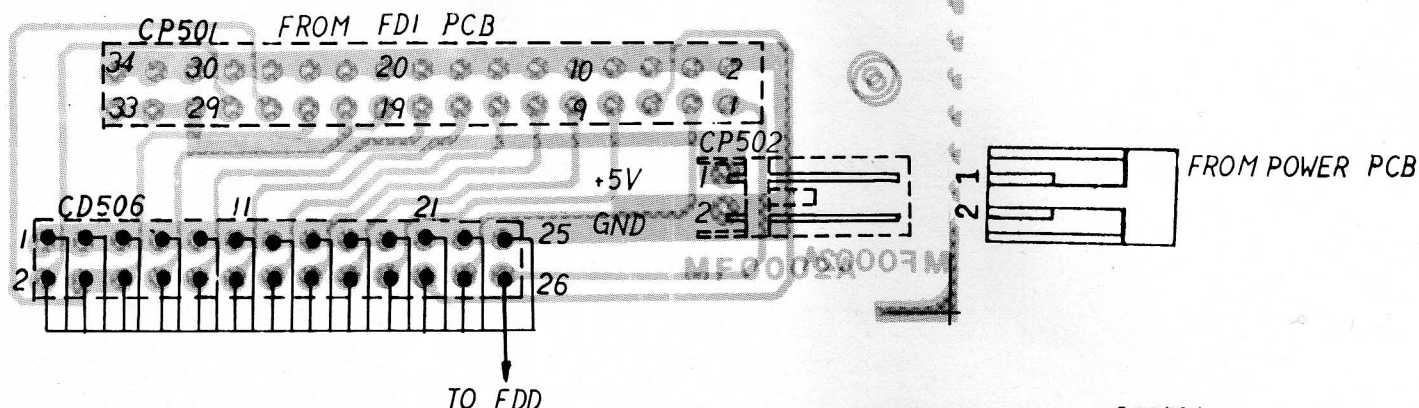 CP501 FROM FDI PCB
34 30 20 10 2
33 29 19 9 1
CP502
1
+5V
2
GND
1
2
FROM POWER PCB
CD506 11 21
1 25
2 26
MF0002A
MF0002A
TO FDD